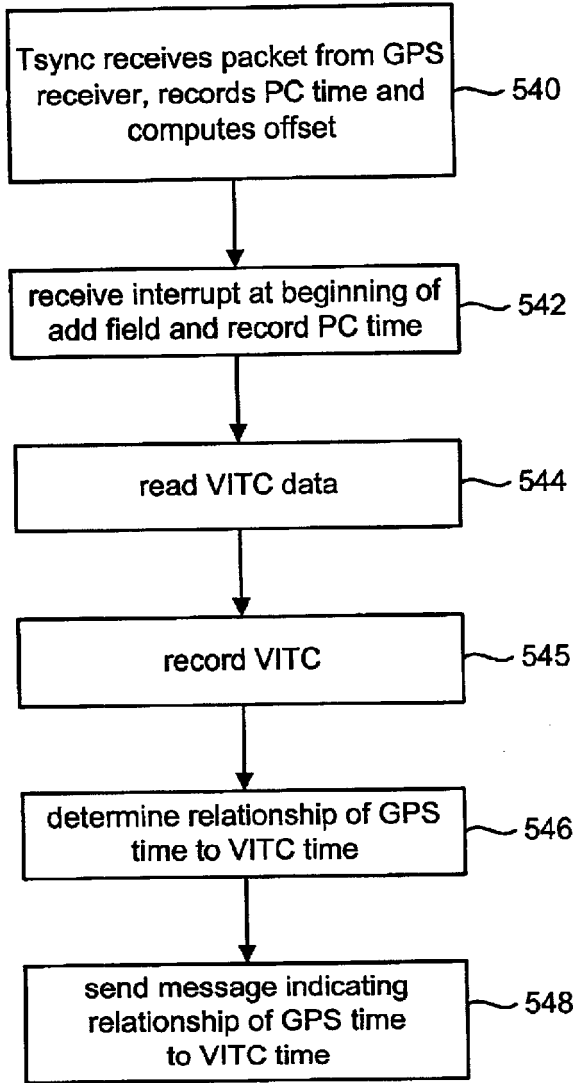 Tsync receives packet from GPS
receiver, records PC time and
computes offset
540
receive interrupt at beginning of
add field and record PC time
542
read VITC data
544
record VITC
545
determine relationship of GPS
time to VITC time
546
send message indicating
relationship of GPS time
to VITC time
548